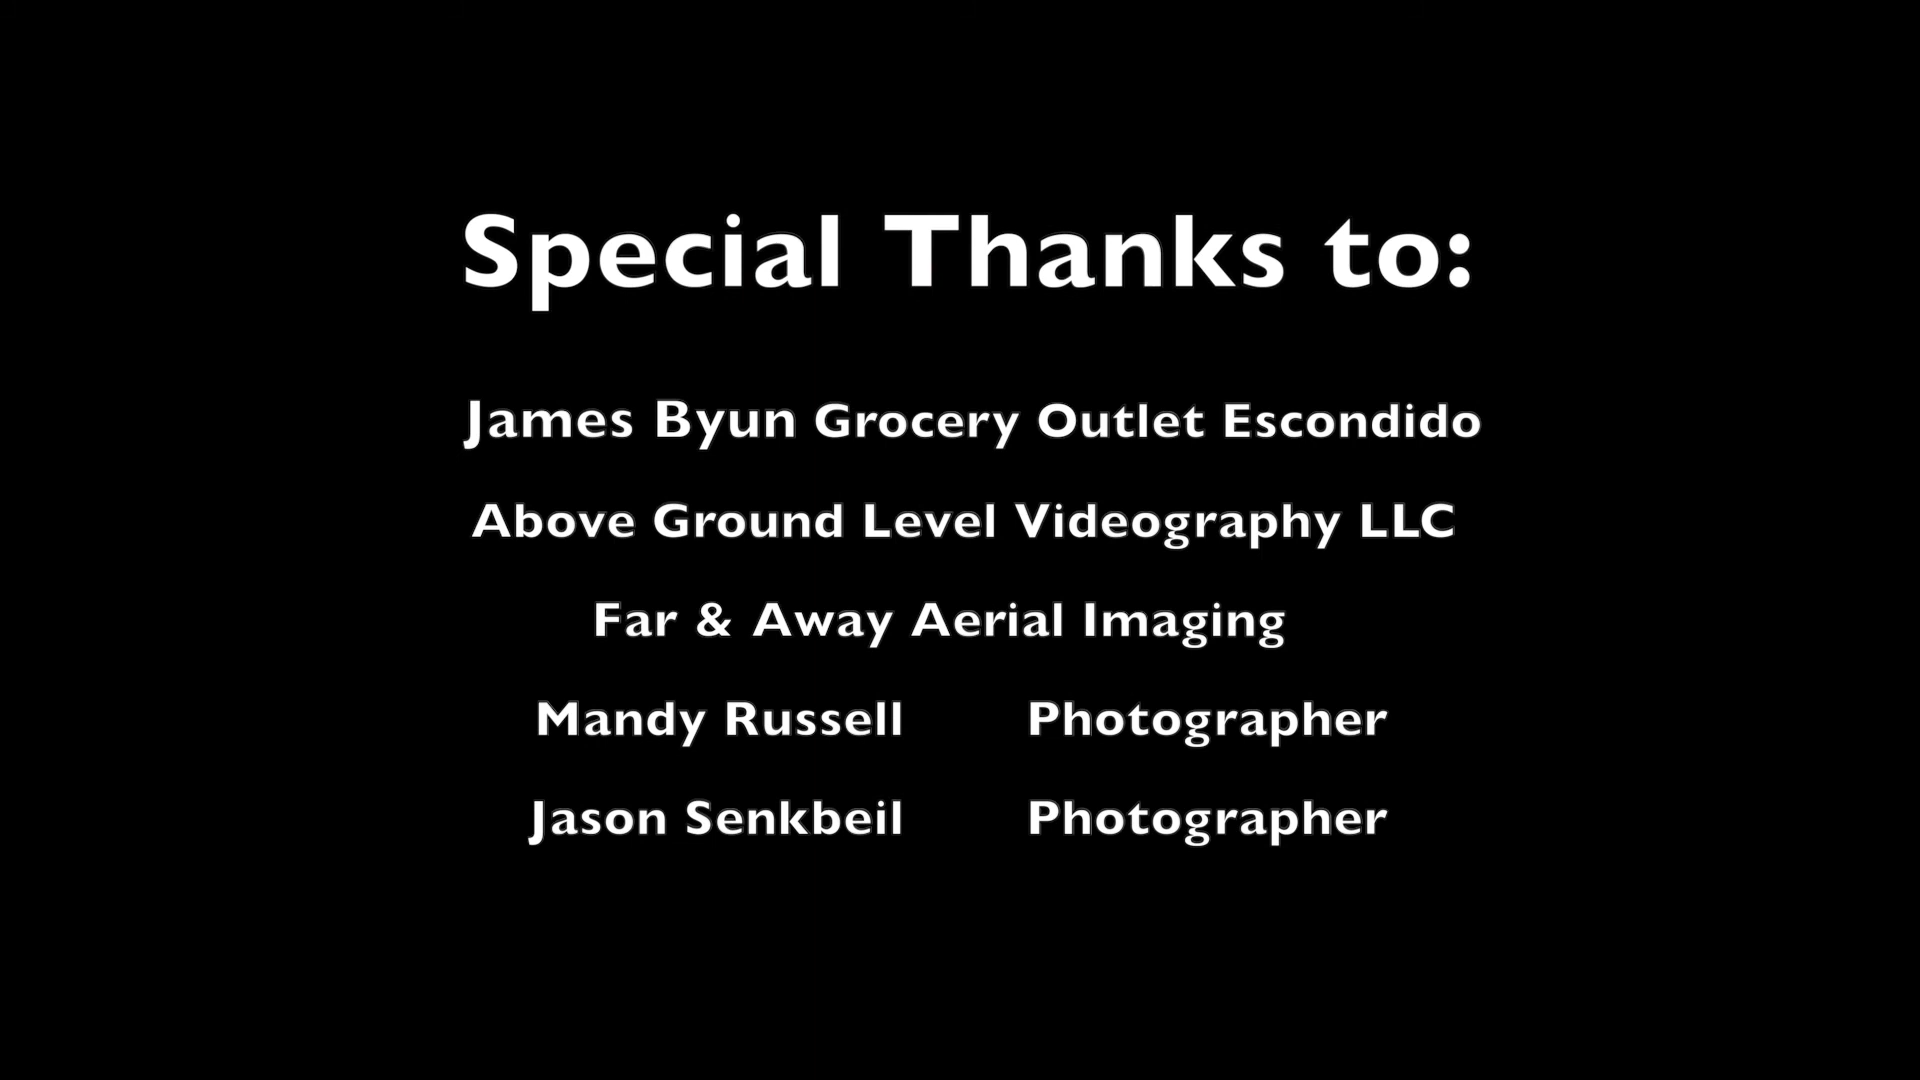 Special Thanks to:
James Byun Grocery Outlet Escondido
Above Ground Level Videography LLC
Far & Away Aerial Imaging
Mandy Russell Photographer
Jason Senkbeil Photographer